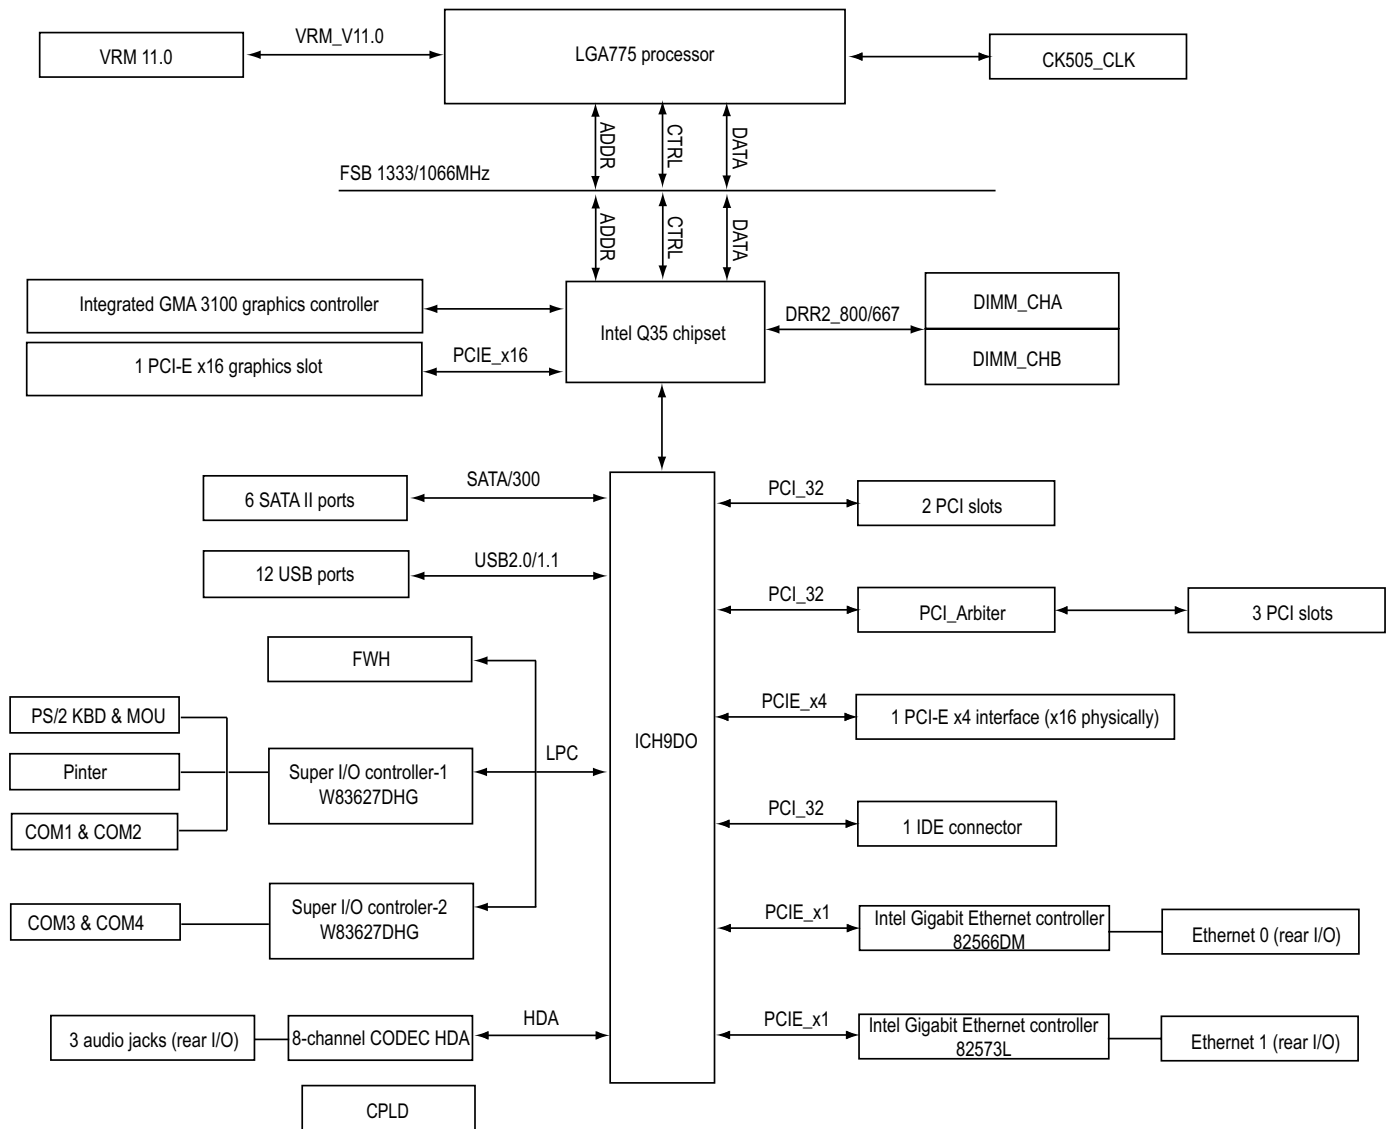 VRM 11.0
VRM_V11.0
LGA775 processor
CK505_CLK
ADDR
CTRL
DATA
FSB 1333/1066MHz
ADDR
CTRL
DATA
Integrated GMA 3100 graphics controller
1 PCI-E x16 graphics slot
PCIE_x16
Intel Q35 chipset
DRR2_800/667
DIMM_CHA
DIMM_CHB
6 SATA II ports
SATA/300
12 USB ports
USB2.0/1.1
FWH
PS/2 KBD & MOU
Pinter
COM1 & COM2
Super I/O controller-1
W83627DHG
LPC
COM3 & COM4
Super I/O controler-2
W83627DHG
3 audio jacks (rear I/O)
8-channel CODEC HDA
HDA
CPLD
ICH9DO
PCI_32
2 PCI slots
PCI_32
PCI_Arbiter
3 PCI slots
PCIE_x4
1 PCI-E x4 interface (x16 physically)
PCI_32
1 IDE connector
PCIE_x1
Intel Gigabit Ethernet controller
82566DM
Ethernet 0 (rear I/O)
PCIE_x1
Intel Gigabit Ethernet controller
82573L
Ethernet 1 (rear I/O)